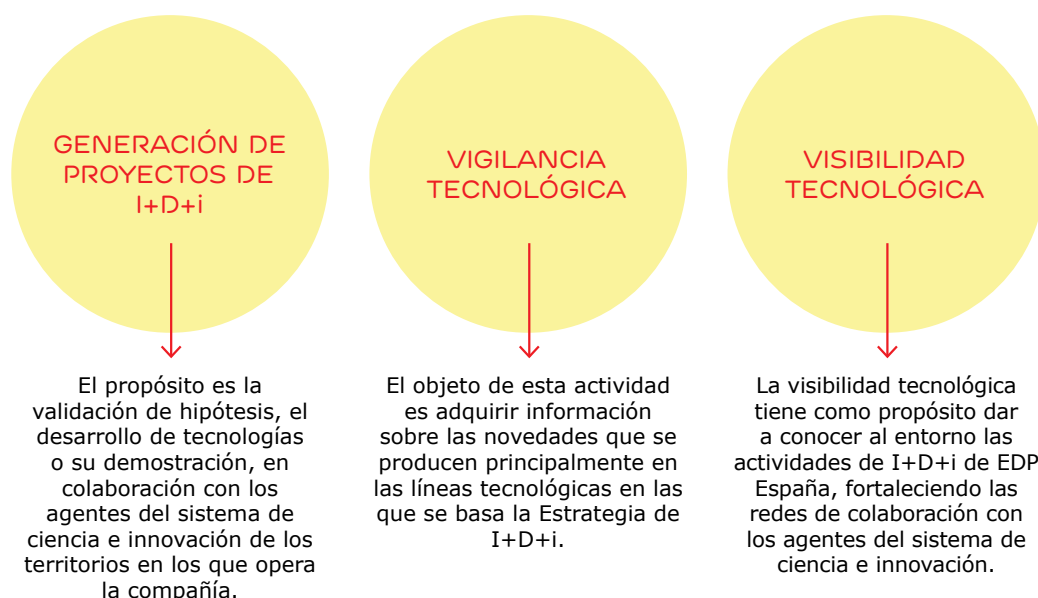 GENERACIÓN DE
PROYECTOS DE
I+D+i
El propósito es la
validación de hipótesis, el
desarrollo de tecnologías
o su demostración, en
colaboración con los
agentes del sistema de
ciencia e innovación de los
territorios en los que opera
la compañía.
VIGILANCIA
TECNOLÓGICA
El objeto de esta actividad
es adquirir información
sobre las novedades que se
producen principalmente en
las líneas tecnológicas en las
que se basa la Estrategia de
I+D+i.
VISIBILIDAD
TECNOLÓGICA
La visibilidad tecnológica
tiene como propósito dar
a conocer al entorno las
actividades de I+D+i de EDP
España, fortaleciendo las
redes de colaboración con
los agentes del sistema de
ciencia e innovación.